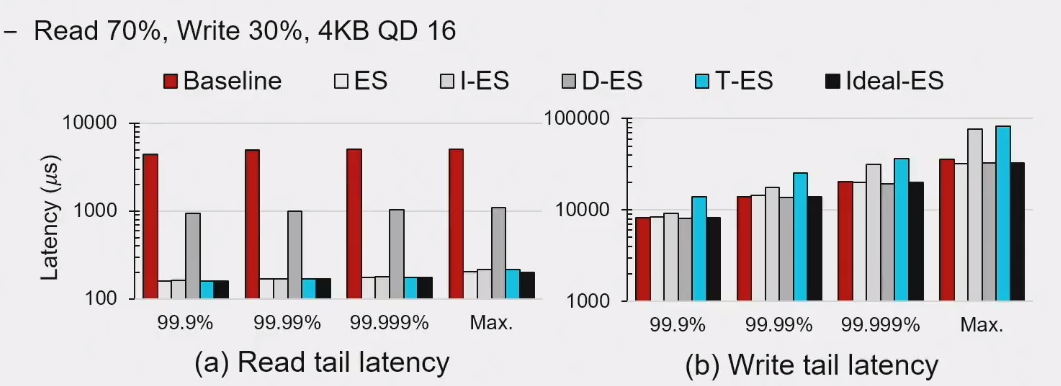 – Read 70%, Write 30%, 4KB QD 16
Baseline ES I-ES D-ES T-ES Ideal-ES
Latency (μs)
10000
1000
100
99.9% 99.99% 99.999% Max.
(a) Read tail latency
100000
10000
1000
99.9% 99.99% 99.999% Max.
(b) Write tail latency